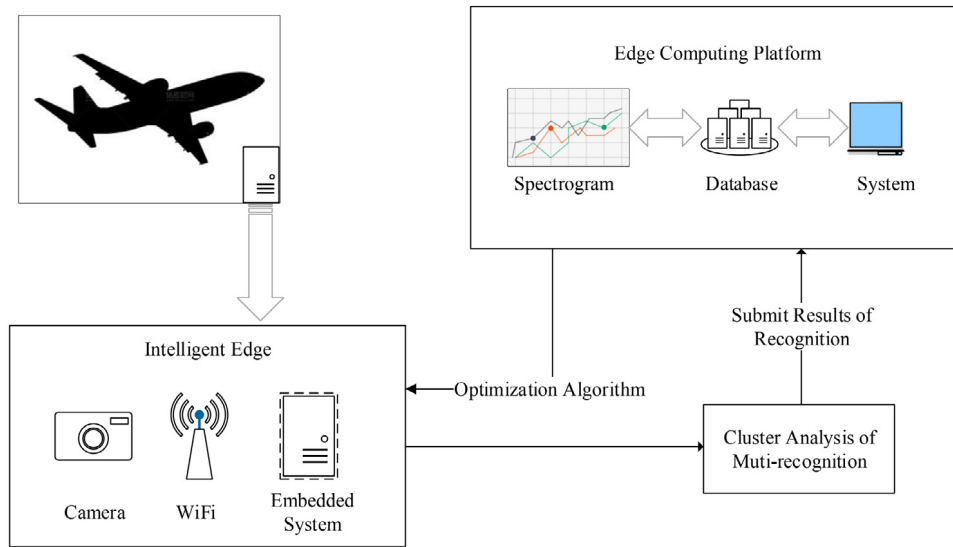 Edge Computing Platform
Spectrogram
Database
System
Submit Results of
Recognition
Intelligent Edge
Optimization Algorithm
Cluster Analysis of
Muti-recognition
Camera
WiFi
Embedded
System